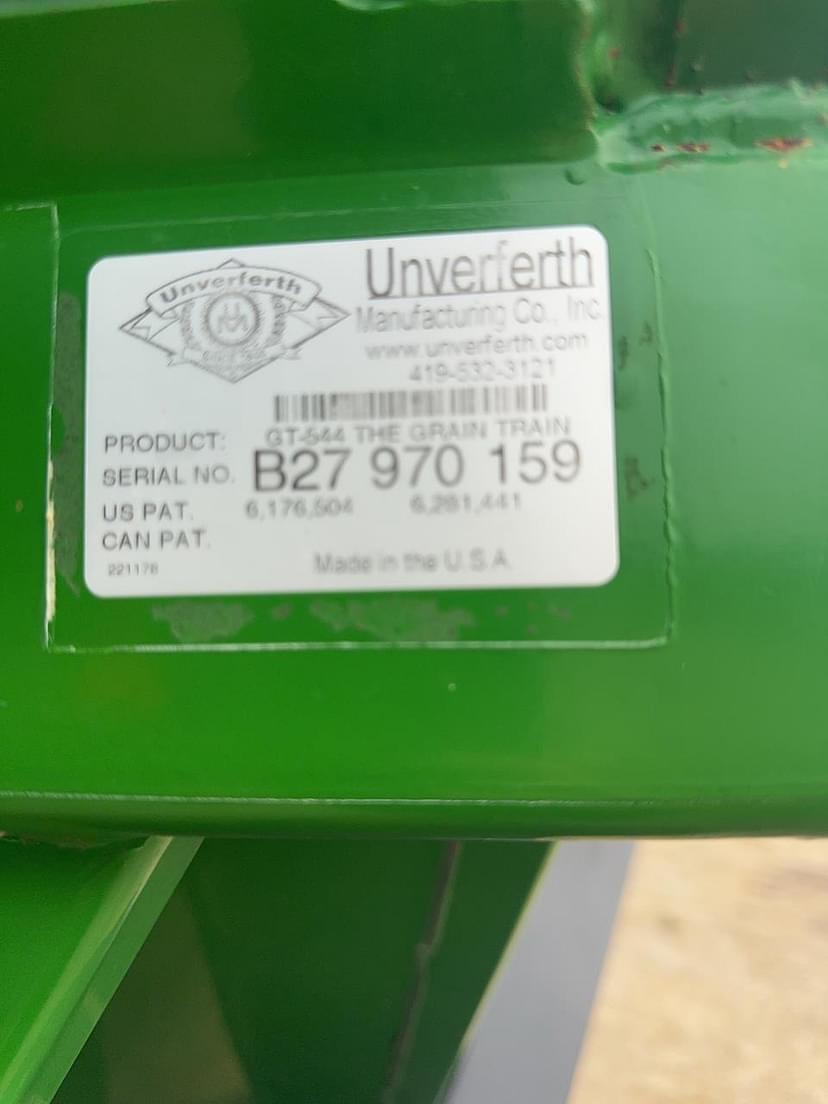 Unverferth
Unverferth
Manufacturing Co., Inc.
www.unverferth.com
419-532-3121
PRODUCT: GT-544 THE GRAIN TRAIN
SERIAL NO. B27 970 159
US PAT. 6,176,504 6,281,441
CAN PAT.
221178 Made in the U.S.A.